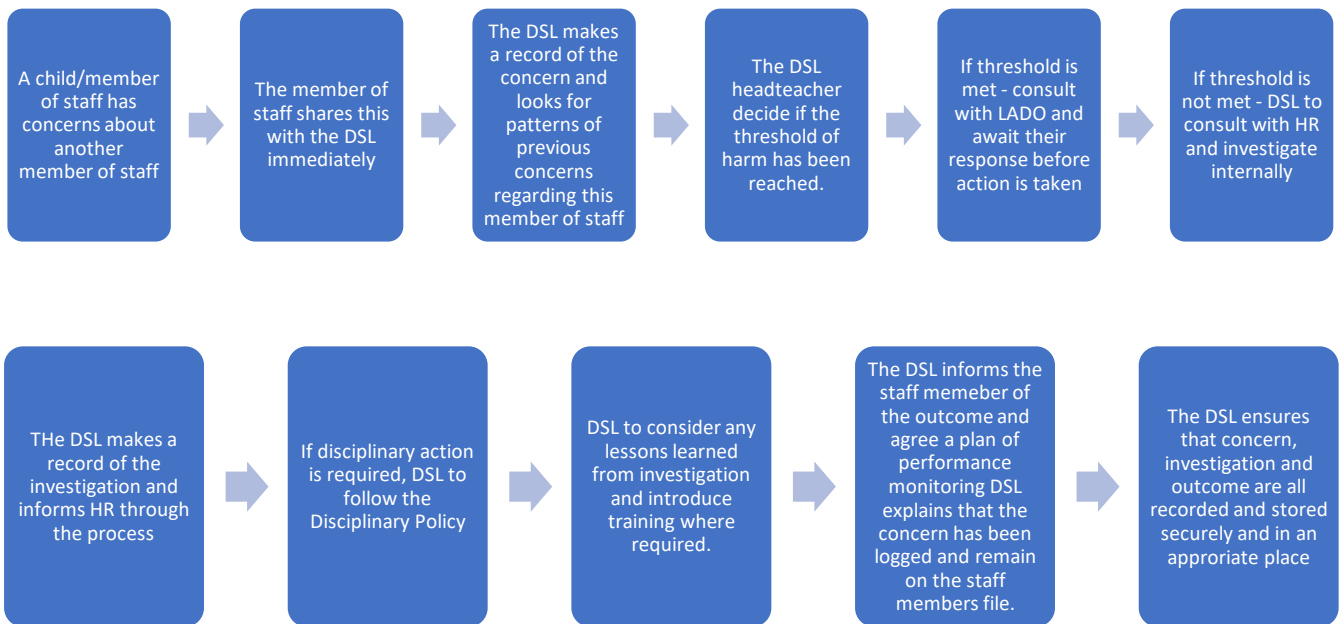 A child/member
of staff has
concerns about
another
member of staff
The member of
staff shares this
with the DSL
immediately
The DSL makes
a record of the
concern and
looks for
patterns of
previous
concerns
regarding this
member of staff
The DSL
headteacher
decide if the
threshold of
harm has been
reached.
If threshold is
met - consult
with LADO and
await their
response before
action is taken
If threshold is
not met - DSL to
consult with HR
and investigate
internally
THe DSL makes a
record of the
investigation and
informs HR through
the process
If disciplinary action
is required, DSL to
follow the
Disciplinary Policy
DSL to consider any
lessons learned
from investigation
and introduce
training where
required.
The DSL informs the
staff memeber of
the outcome and
agree a plan of
performance
monitoring DSL
explains that the
concern has been
logged and remain
on the staff
members file.
The DSL ensures
that concern,
investigation and
outcome are all
recorded and stored
securely and in an
approriate place